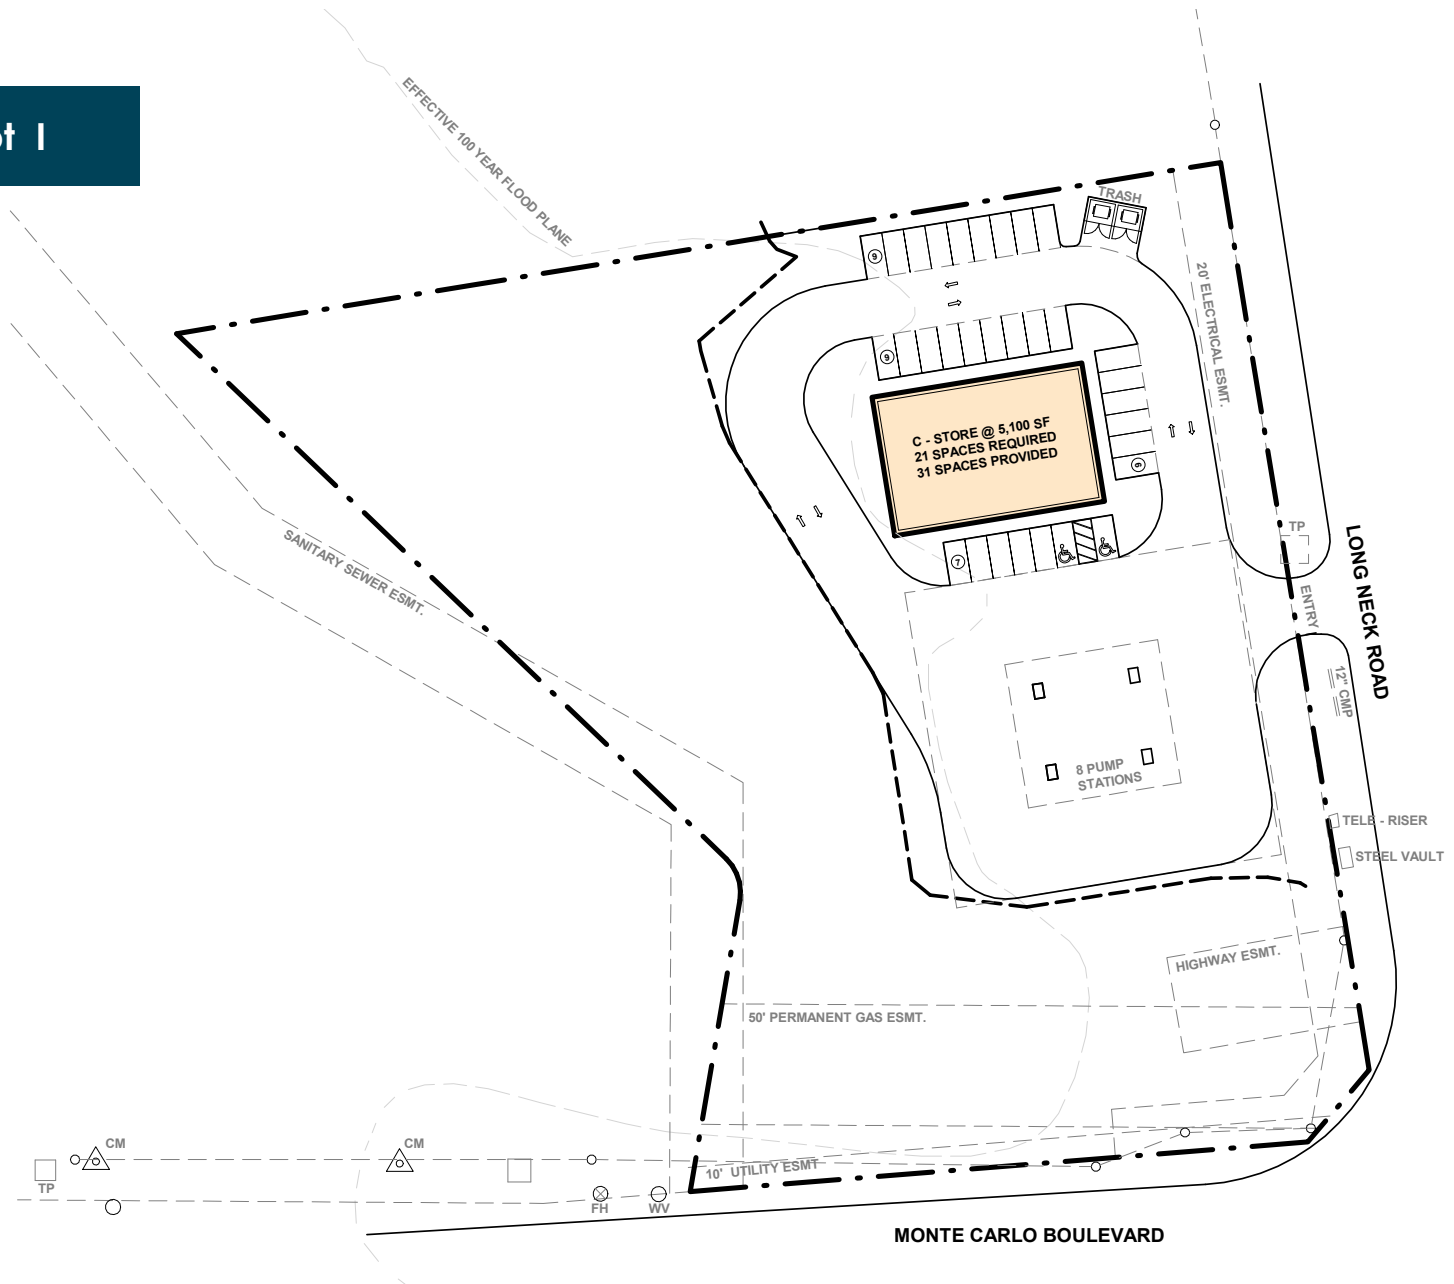 EFFECTIVE 100 YEAR FLOOD PLANE
I
TRASH
9
20' ELECTRICAL ESMT.
9
C - STORE @ 5,100 SF
21 SPACES REQUIRED
31 SPACES PROVIDED
6
7
TP
LONG NECK ROAD
SANITARY SEWER ESMT.
ENTRY
12" CMP
8 PUMP
STATIONS
TELE - RISER
STEEL VAULT
HIGHWAY ESMT.
50' PERMANENT GAS ESMT.
CM
CM
10' UTILITY ESMT
TP
FH
WV
MONTE CARLO BOULEVARD